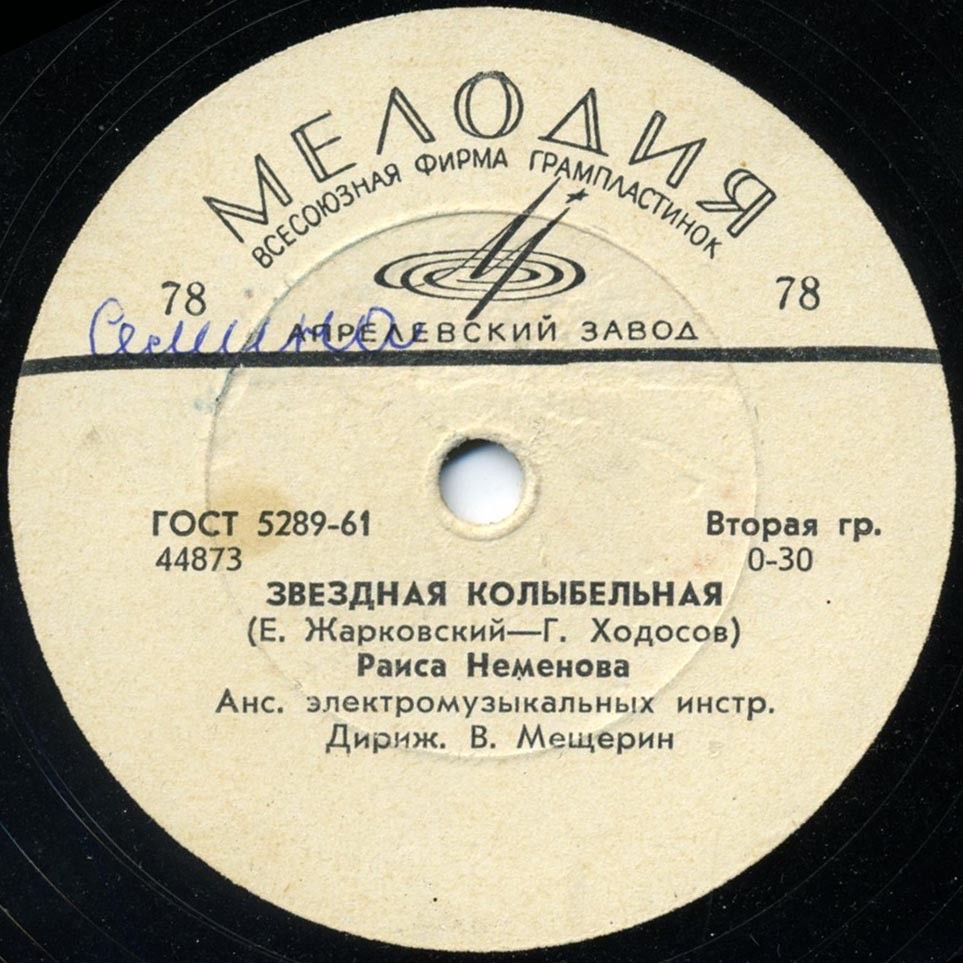 МЕЛОДИЯ
ВСЕСОЮЗНАЯ ФИРМА ГРАМПЛАСТИНОК
78 78
АПРЕЛЕВСКИЙ ЗАВОД
ГОСТ 5289-61 Вторая гр.
44873 0-30
ЗВЕЗДНАЯ КОЛЫБЕЛЬНАЯ
(Е. Жарковский—Г. Ходосов)
Раиса Неменова
Анс. электромузыкальных инстр.
Дириж. В. Мещерин